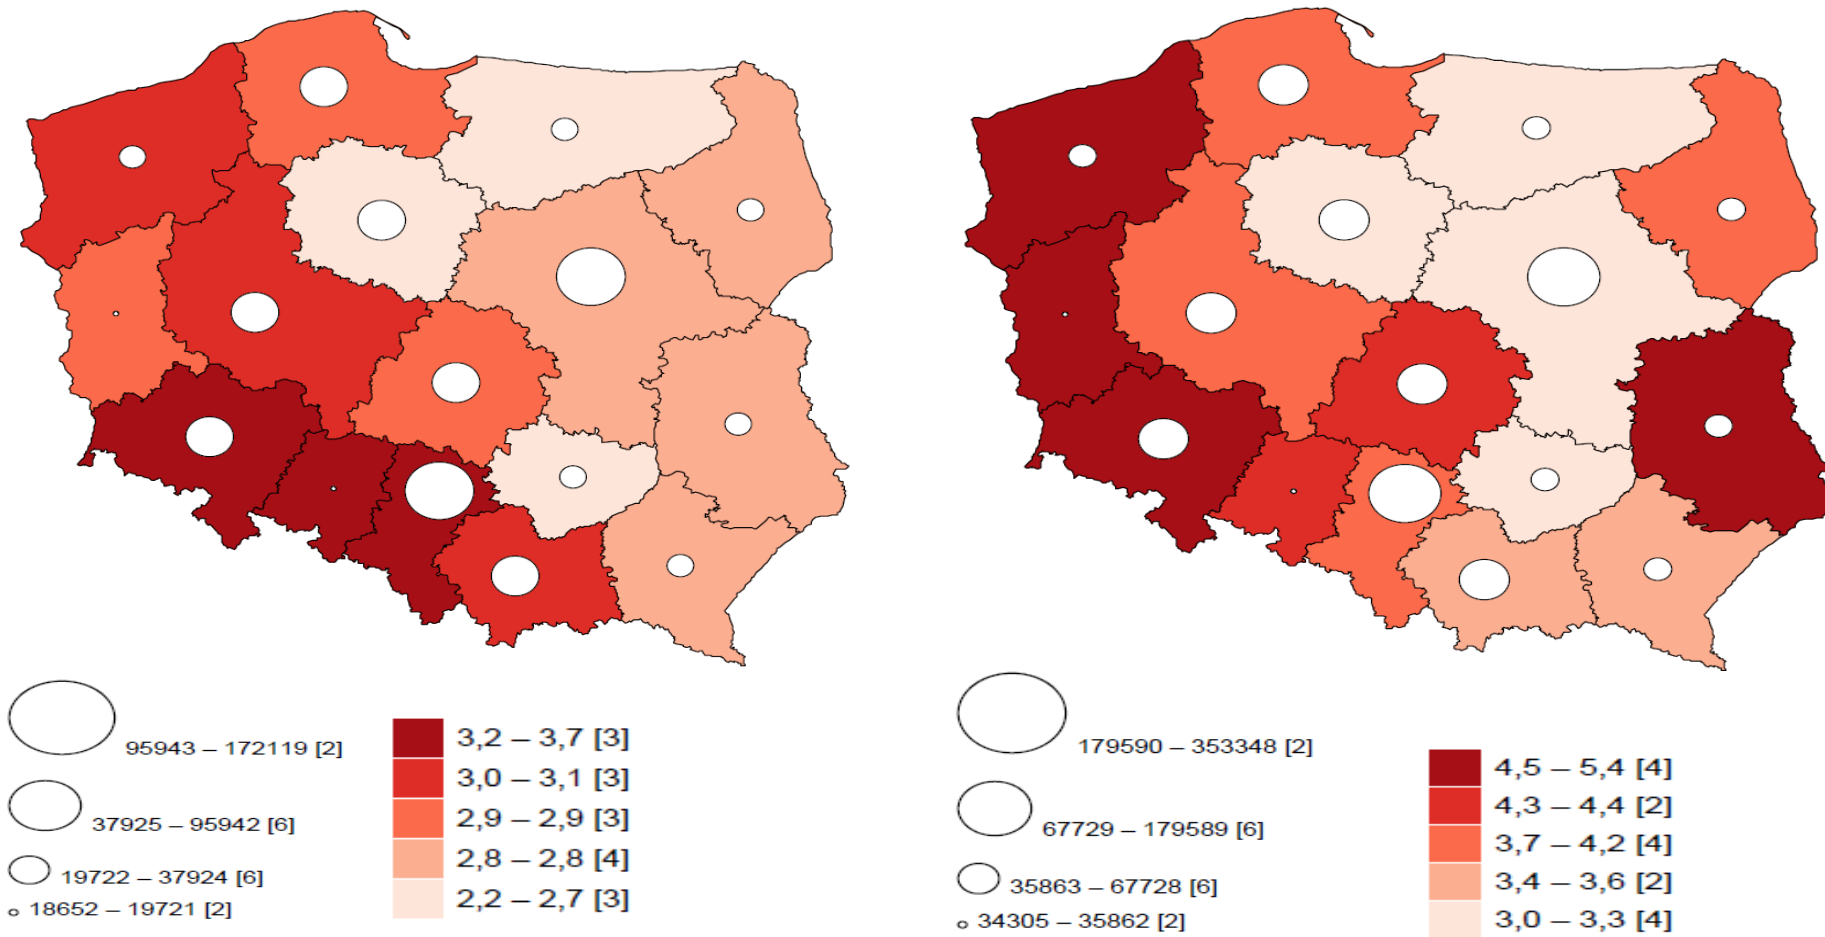 95943 – 172119 [2]
37925 – 95942 [6]
19722 – 37924 [6]
18652 – 19721 [2]
3,2 – 3,7 [3]
3,0 – 3,1 [3]
2,9 – 2,9 [3]
2,8 – 2,8 [4]
2,2 – 2,7 [3]
179590 – 353348 [2]
67729 – 179589 [6]
35863 – 67728 [6]
34305 – 35862 [2]
4,5 – 5,4 [4]
4,3 – 4,4 [2]
3,7 – 4,2 [4]
3,4 – 3,6 [2]
3,0 – 3,3 [4]